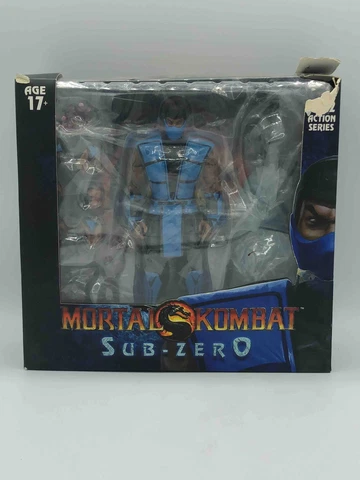 AGE
17+
ACTION
SERIES
MORTAL KOMBAT
SUB-ZERO